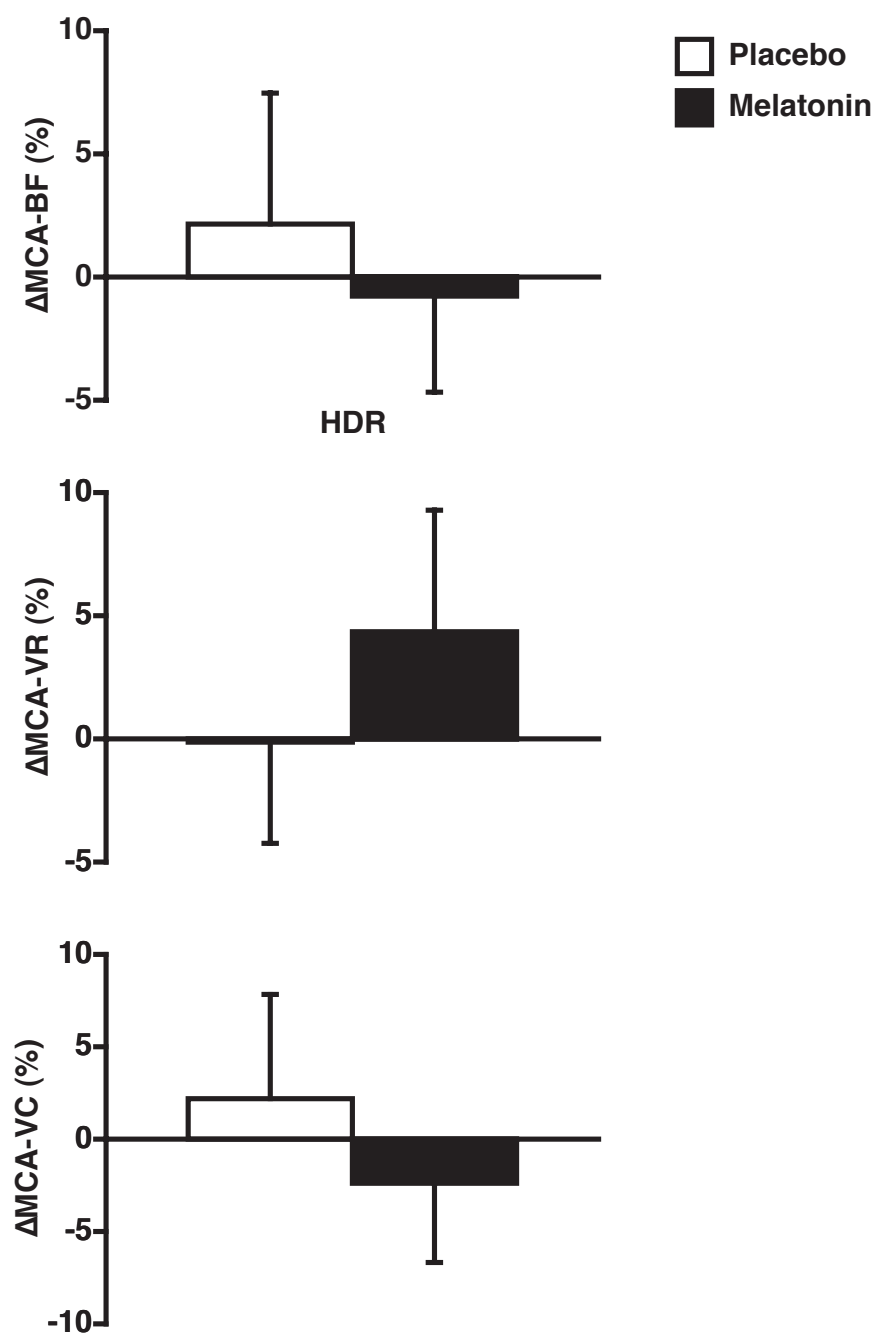 Placebo
Melatonin
ΔMCA-BF (%)
10
5
0
-5
HDR
ΔMCA-VR (%)
10
5
0
-5
ΔMCA-VC (%)
10
5
0
-5
-10